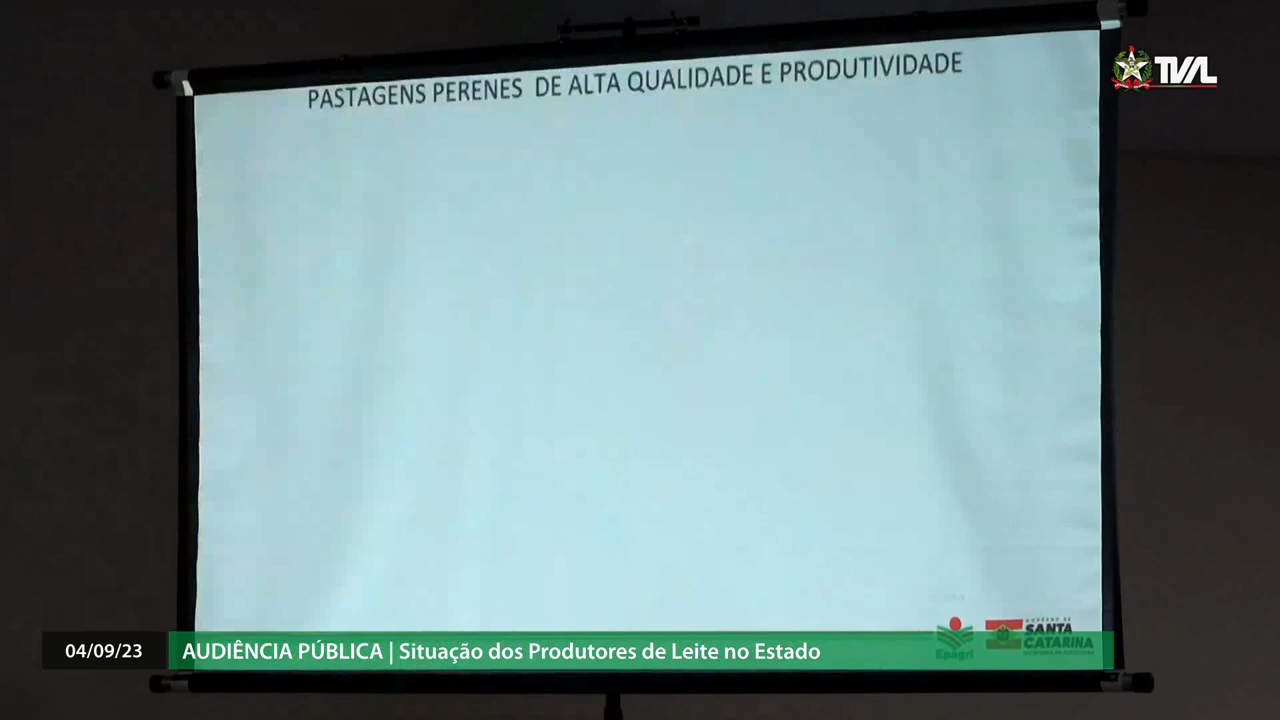 PASTAGENS PERENES DE ALTA QUALIDADE E PRODUTIVIDADE
TVAL
Epagri
SANTA
CATARINA
04/09/23
AUDIÊNCIA PÚBLICA | Situação dos Produtores de Leite no Estado